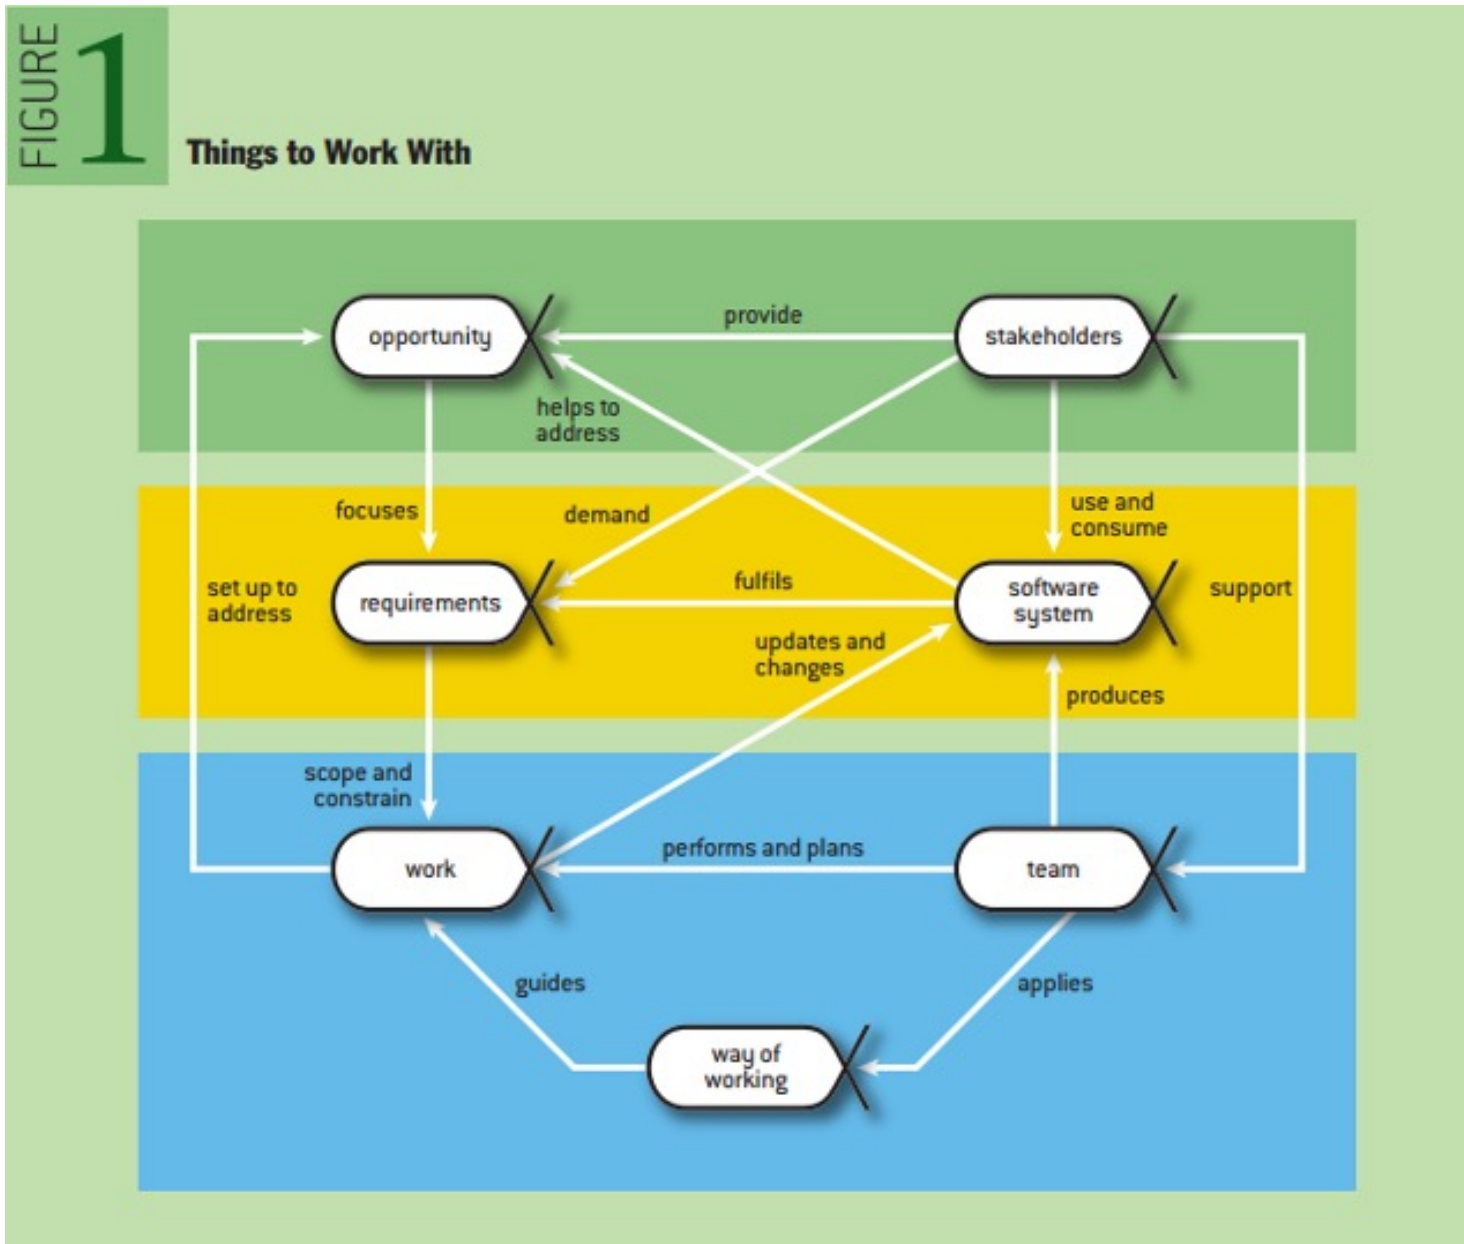 FIGURE
1
Things to Work With
opportunity
provide
stakeholders
helps to
address
focuses
demand
use and
consume
set up to
address
requirements
fulfils
software
system
support
updates and
changes
produces
scope and
constrain
work
performs and plans
team
guides
applies
way of
working